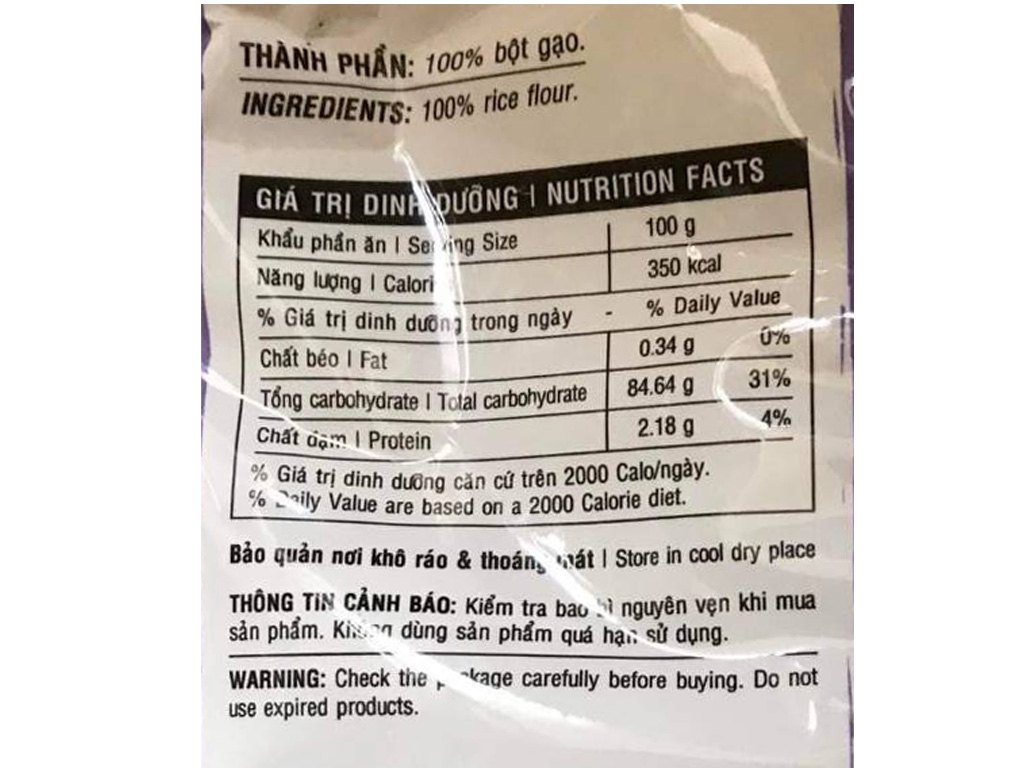 THÀNH PHẦN: 100% bột gạo.
INGREDIENTS: 100% rice flour.
GIÁ TRỊ DINH DƯỠNG | NUTRITION FACTS
Khẩu phần ăn | Serving Size 100 g
Năng lượng | Calori 350 kcal
% Giá trị dinh dưỡng trong ngày - % Daily Value
Chất béo | Fat 0.34 g 0%
Tổng carbohydrate | Total carbohydrate 84.64 g 31%
Chất đạm | Protein 2.18 g 4%
% Giá trị dinh dưỡng căn cứ trên 2000 Calo/ngày.
% Daily Value are based on a 2000 Calorie diet.
Bảo quản nơi khô ráo & thoáng mát | Store in cool dry place
THÔNG TIN CẢNH BÁO: Kiểm tra bao bì nguyên vẹn khi mua
sản phẩm. Không dùng sản phẩm quá hạn sử dụng.
WARNING: Check the package carefully before buying. Do not
use expired products.